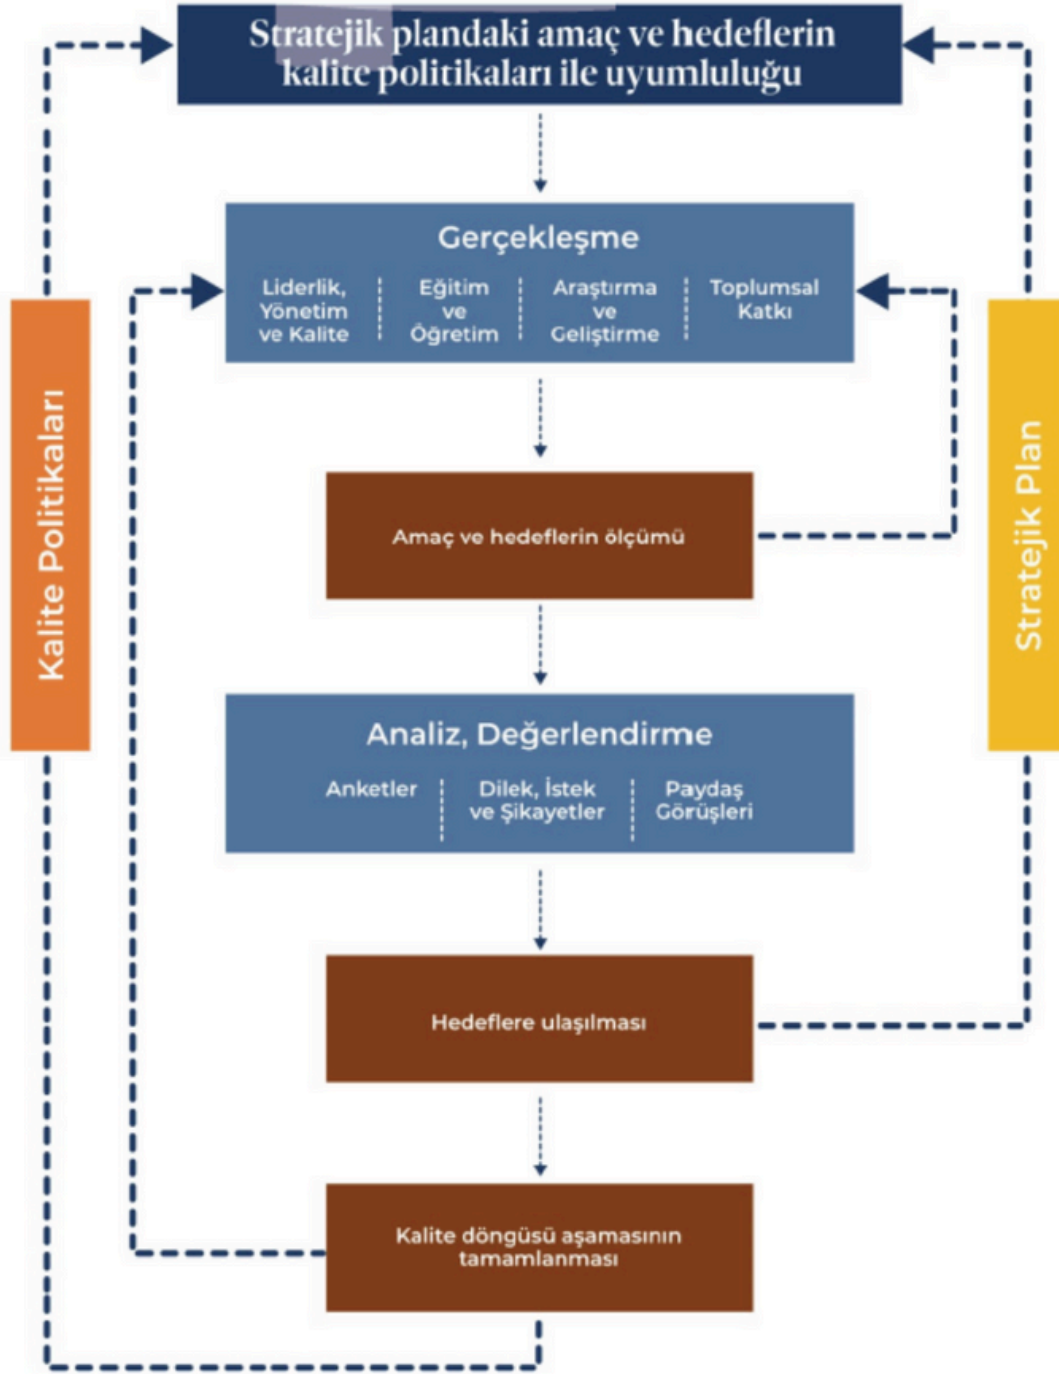 Stratejik plandaki amaç ve hedeflerin
kalite politikaları ile uyumluluğu
Gerçekleşme
Liderlik,
Yönetim
ve Kalite
Eğitim
ve
Öğretim
Araştırma
ve
Geliştirme
Toplumsal
Katkı
Kalite Politikaları
Stratejik Plan
Amaç ve hedeflerin ölçümü
Analiz, Değerlendirme
Anketler
Dilek, İstek
ve Şikayetler
Paydaş
Görüşleri
Hedeflere ulaşılması
Kalite döngüsü aşamasının
tamamlanması